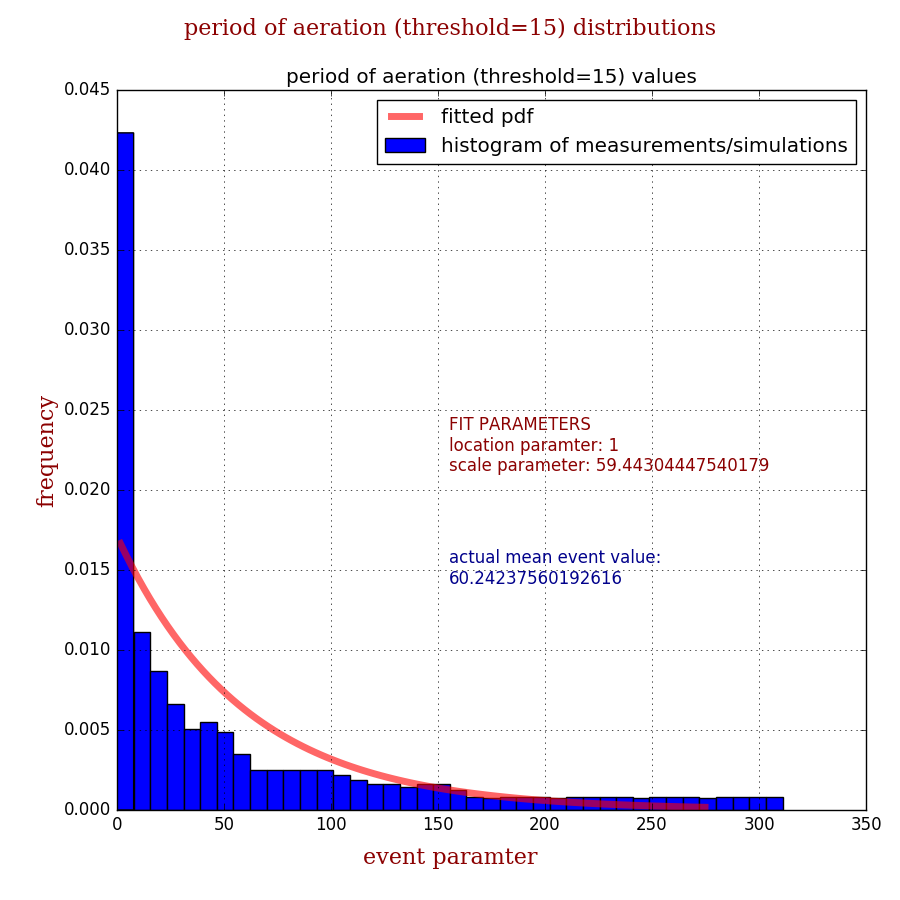 period of aeration (threshold=15) distributions
period of aeration (threshold=15) values
fitted pdf
histogram of measurements/simulations
0.045
0.040
0.035
0.030
0.025
0.020
0.015
0.010
0.005
0.000
frequency
FIT PARAMETERS
location paramter: 1
scale parameter: 59.44304447540179
actual mean event value:
60.24237560192616
0 50 100 150 200 250 300 350
event paramter